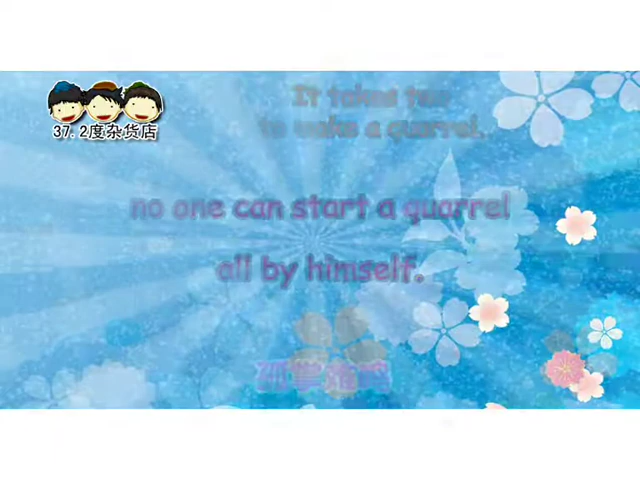 37.2度杂货店
It takes two
to make a quarrel.
no one can start a quarrel
all by himself.